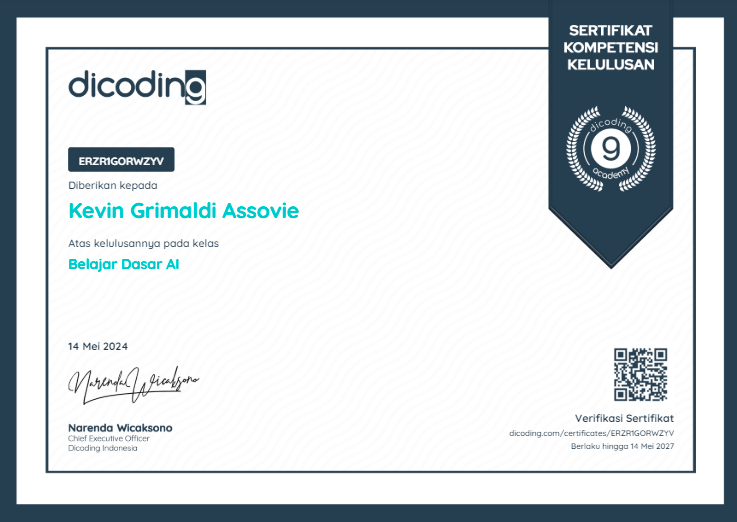 SERTIFIKAT
KOMPETENSI
KELULUSAN
dicoding
dicoding
9
academy
ERZR1GORWZYV
Diberikan kepada
Kevin Grimaldi Assovie
Atas kelulusannya pada kelas
Belajar Dasar AI
14 Mei 2024
Narenda Wicaksono
Narenda Wicaksono
Chief Executive Officer
Dicoding Indonesia
Verifikasi Sertifikat
dicoding.com/certificates/ERZR1GORWZYV
Berlaku hingga 14 Mei 2027